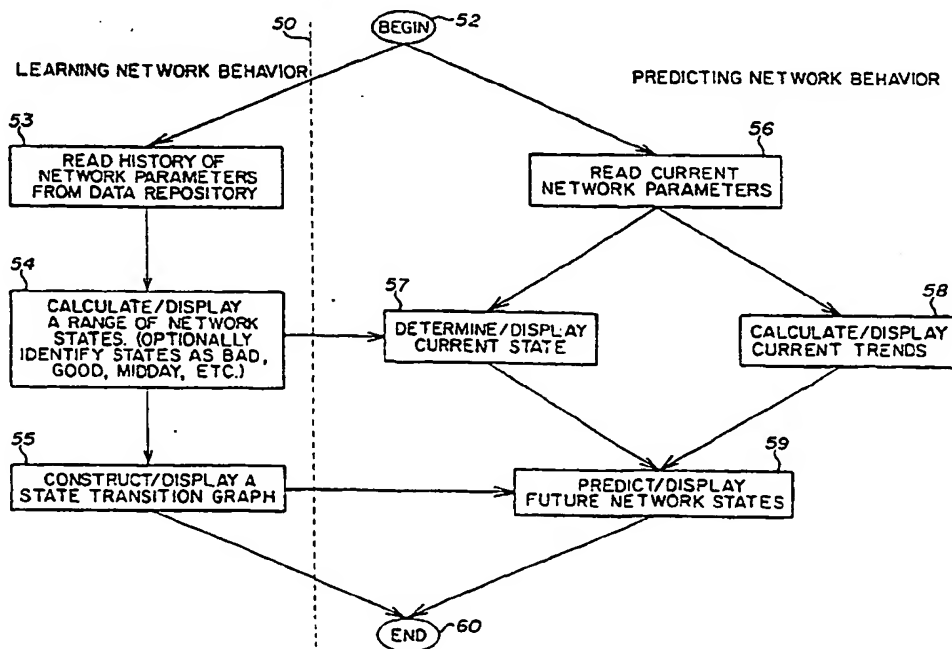 50
BEGIN
52
LEARNING NETWORK BEHAVIOR
PREDICTING NETWORK BEHAVIOR
53
READ HISTORY OF
NETWORK PARAMETERS
FROM DATA REPOSITORY
56
READ CURRENT
NETWORK PARAMETERS
54
CALCULATE/DISPLAY
A RANGE OF NETWORK
STATES. (OPTIONALLY
IDENTIFY STATES AS BAD,
GOOD, MIDDAY, ETC.)
57
DETERMINE/DISPLAY
CURRENT STATE
58
CALCULATE/DISPLAY
CURRENT TRENDS
55
CONSTRUCT/DISPLAY A
STATE TRANSITION GRAPH
59
PREDICT/DISPLAY
FUTURE NETWORK STATES
END
60